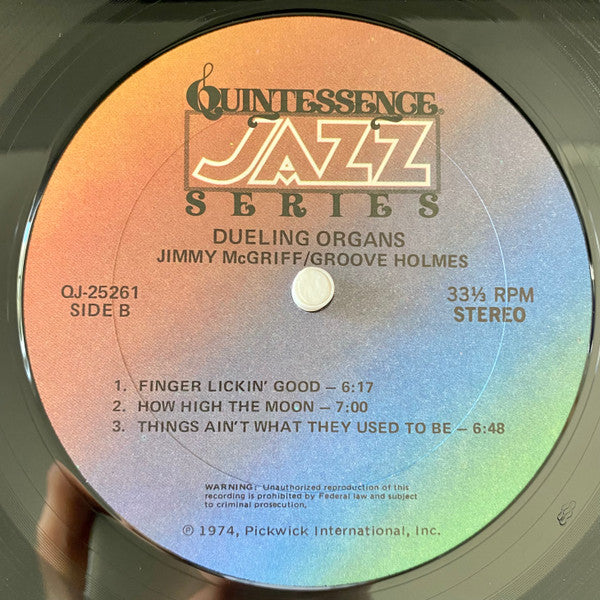 QUINTESSENCE®
JAZZ
SERIES
DUELING ORGANS
JIMMY McGRIFF/GROOVE HOLMES
QJ-25261
SIDE B
33⅓ RPM
STEREO
1. FINGER LICKIN' GOOD – 6:17
2. HOW HIGH THE MOON – 7:00
3. THINGS AIN'T WHAT THEY USED TO BE – 6:48
WARNING: Unauthorized reproduction of this
recording is prohibited by Federal law and subject
to criminal prosecution.
℗ 1974, Pickwick International, Inc.